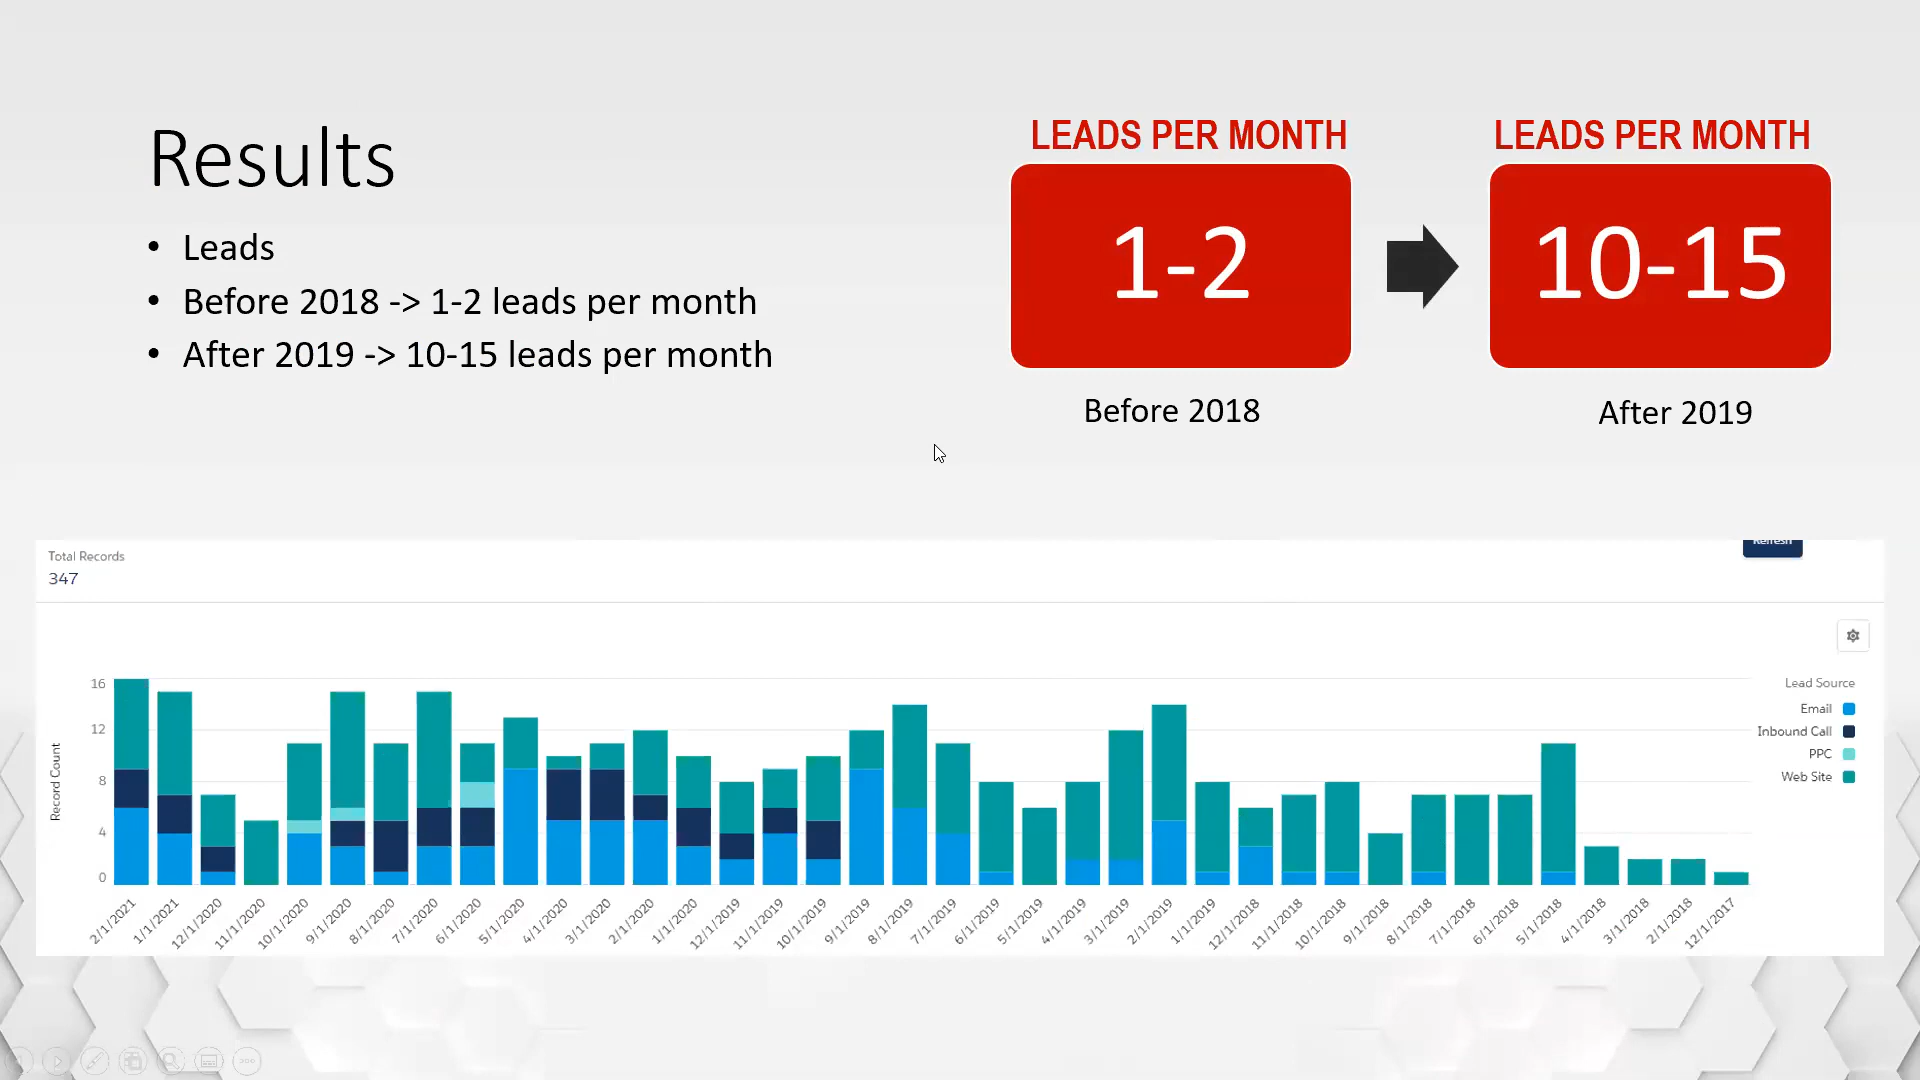 Results
• Leads
• Before 2018 -> 1-2 leads per month
• After 2019 -> 10-15 leads per month
LEADS PER MONTH
1-2
Before 2018
LEADS PER MONTH
10-15
After 2019
Total Records
347
Refresh
Record Count
16
12
8
4
0
2/1/2021
1/1/2021
12/1/2020
11/1/2020
10/1/2020
9/1/2020
8/1/2020
7/1/2020
6/1/2020
5/1/2020
4/1/2020
3/1/2020
2/1/2020
1/1/2020
12/1/2019
11/1/2019
10/1/2019
9/1/2019
8/1/2019
7/1/2019
6/1/2019
5/1/2019
4/1/2019
3/1/2019
2/1/2019
1/1/2019
12/1/2018
11/1/2018
10/1/2018
9/1/2018
8/1/2018
7/1/2018
6/1/2018
5/1/2018
4/1/2018
3/1/2018
2/1/2018
12/1/2017
Lead Source
Email
Inbound Call
PPC
Web Site